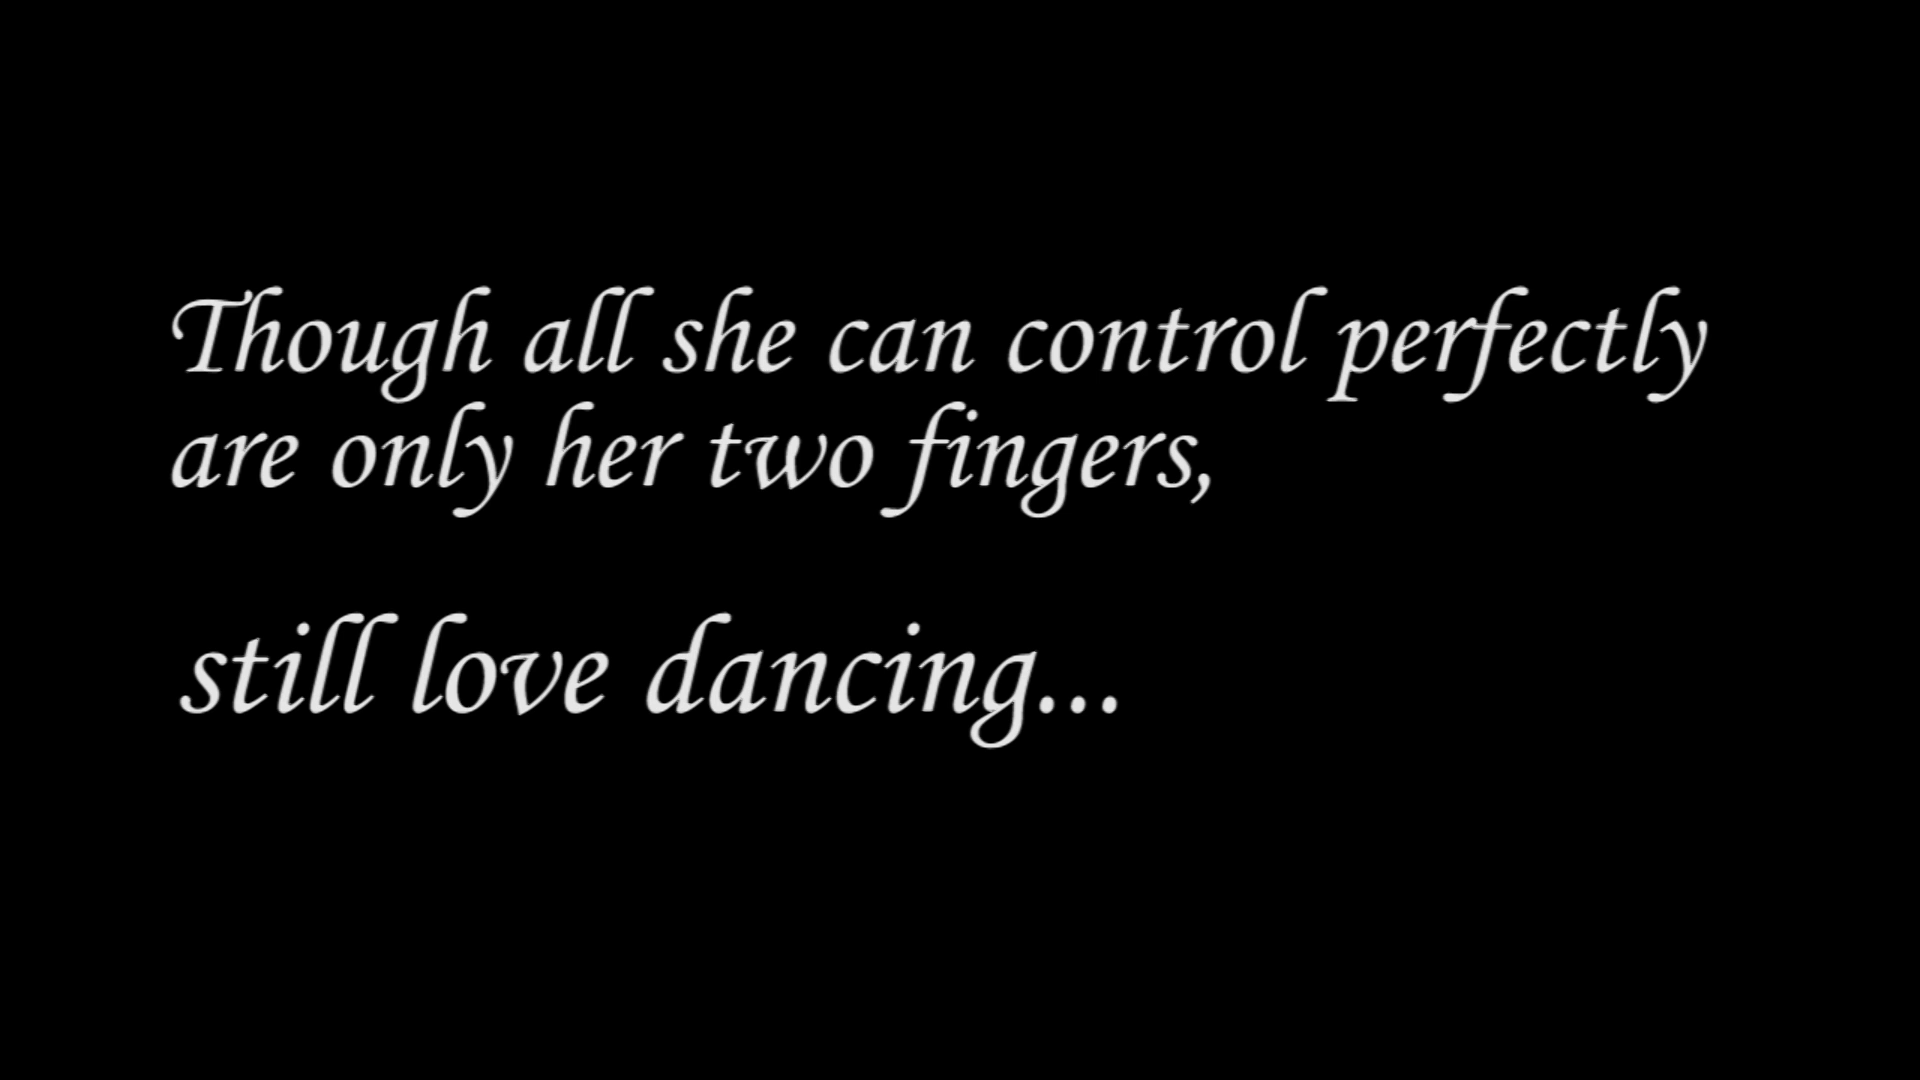 Though all she can control perfectly
are only her two fingers,
still love dancing...